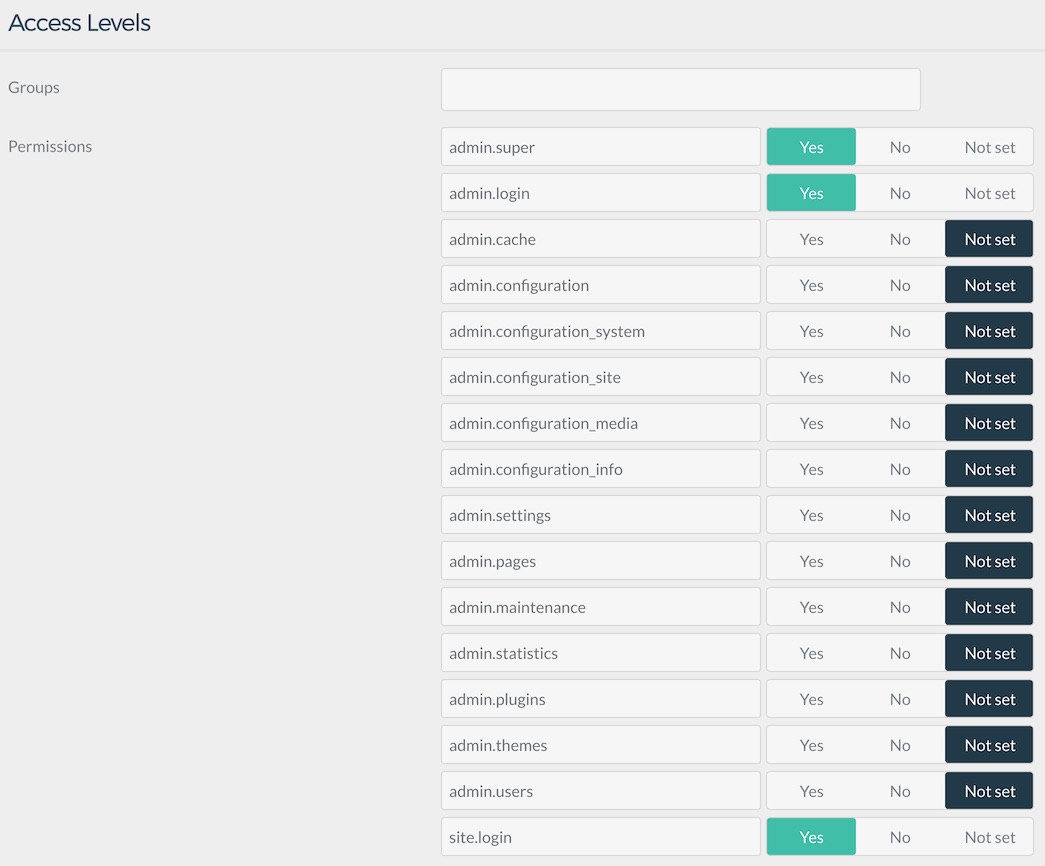 Access Levels
Groups
Permissions
admin.super Yes No Not set
admin.login Yes No Not set
admin.cache Yes No Not set
admin.configuration Yes No Not set
admin.configuration_system Yes No Not set
admin.configuration_site Yes No Not set
admin.configuration_media Yes No Not set
admin.configuration_info Yes No Not set
admin.settings Yes No Not set
admin.pages Yes No Not set
admin.maintenance Yes No Not set
admin.statistics Yes No Not set
admin.plugins Yes No Not set
admin.themes Yes No Not set
admin.users Yes No Not set
site.login Yes No Not set